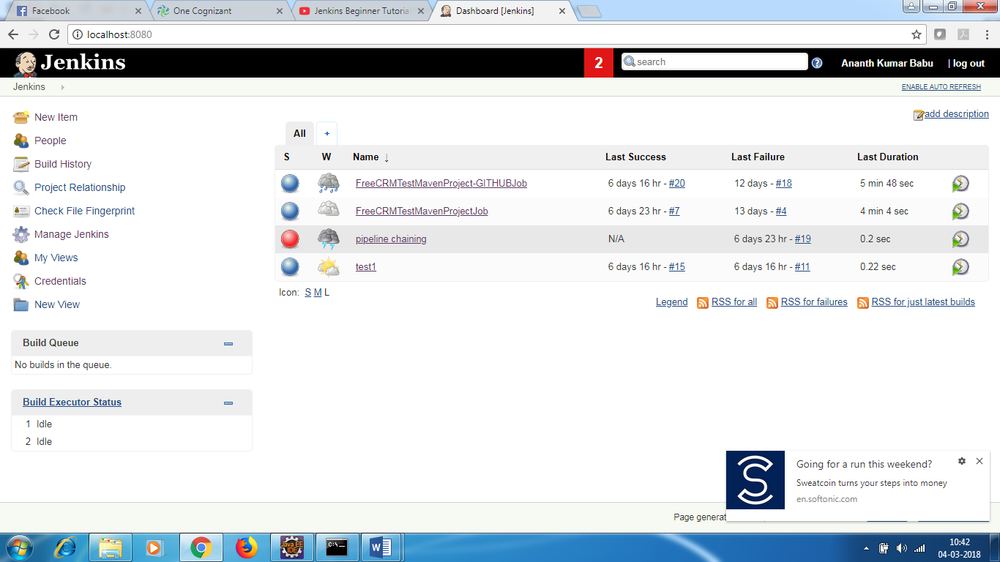 Facebook
One Cognizant
Jenkins Beginner Tutorial
Dashboard [Jenkins]
localhost:8080
Jenkins
2
search
Ananth Kumar Babu
| log out
Jenkins
ENABLE AUTO REFRESH
New Item
People
Build History
Project Relationship
Check File Fingerprint
Manage Jenkins
My Views
Credentials
New View
Build Queue
No builds in the queue.
Build Executor Status
1 Idle
2 Idle
add description
All +
S W Name ↓ Last Success Last Failure Last Duration
FreeCRMTestMavenProject-GITHUBJob 6 days 16 hr - #20 12 days - #18 5 min 48 sec
FreeCRMTestMavenProjectJob 6 days 23 hr - #7 13 days - #4 4 min 4 sec
pipeline chaining N/A 6 days 23 hr - #19 0.2 sec
test1 6 days 16 hr - #15 6 days 16 hr - #11 0.22 sec
Icon: S M L
Legend RSS for all RSS for failures RSS for just latest builds
Going for a run this weekend?
Sweatcoin turns your steps into money
en.softonic.com
Page generat
Java EE
IDE
C:\.
W
10:42
04-03-2018